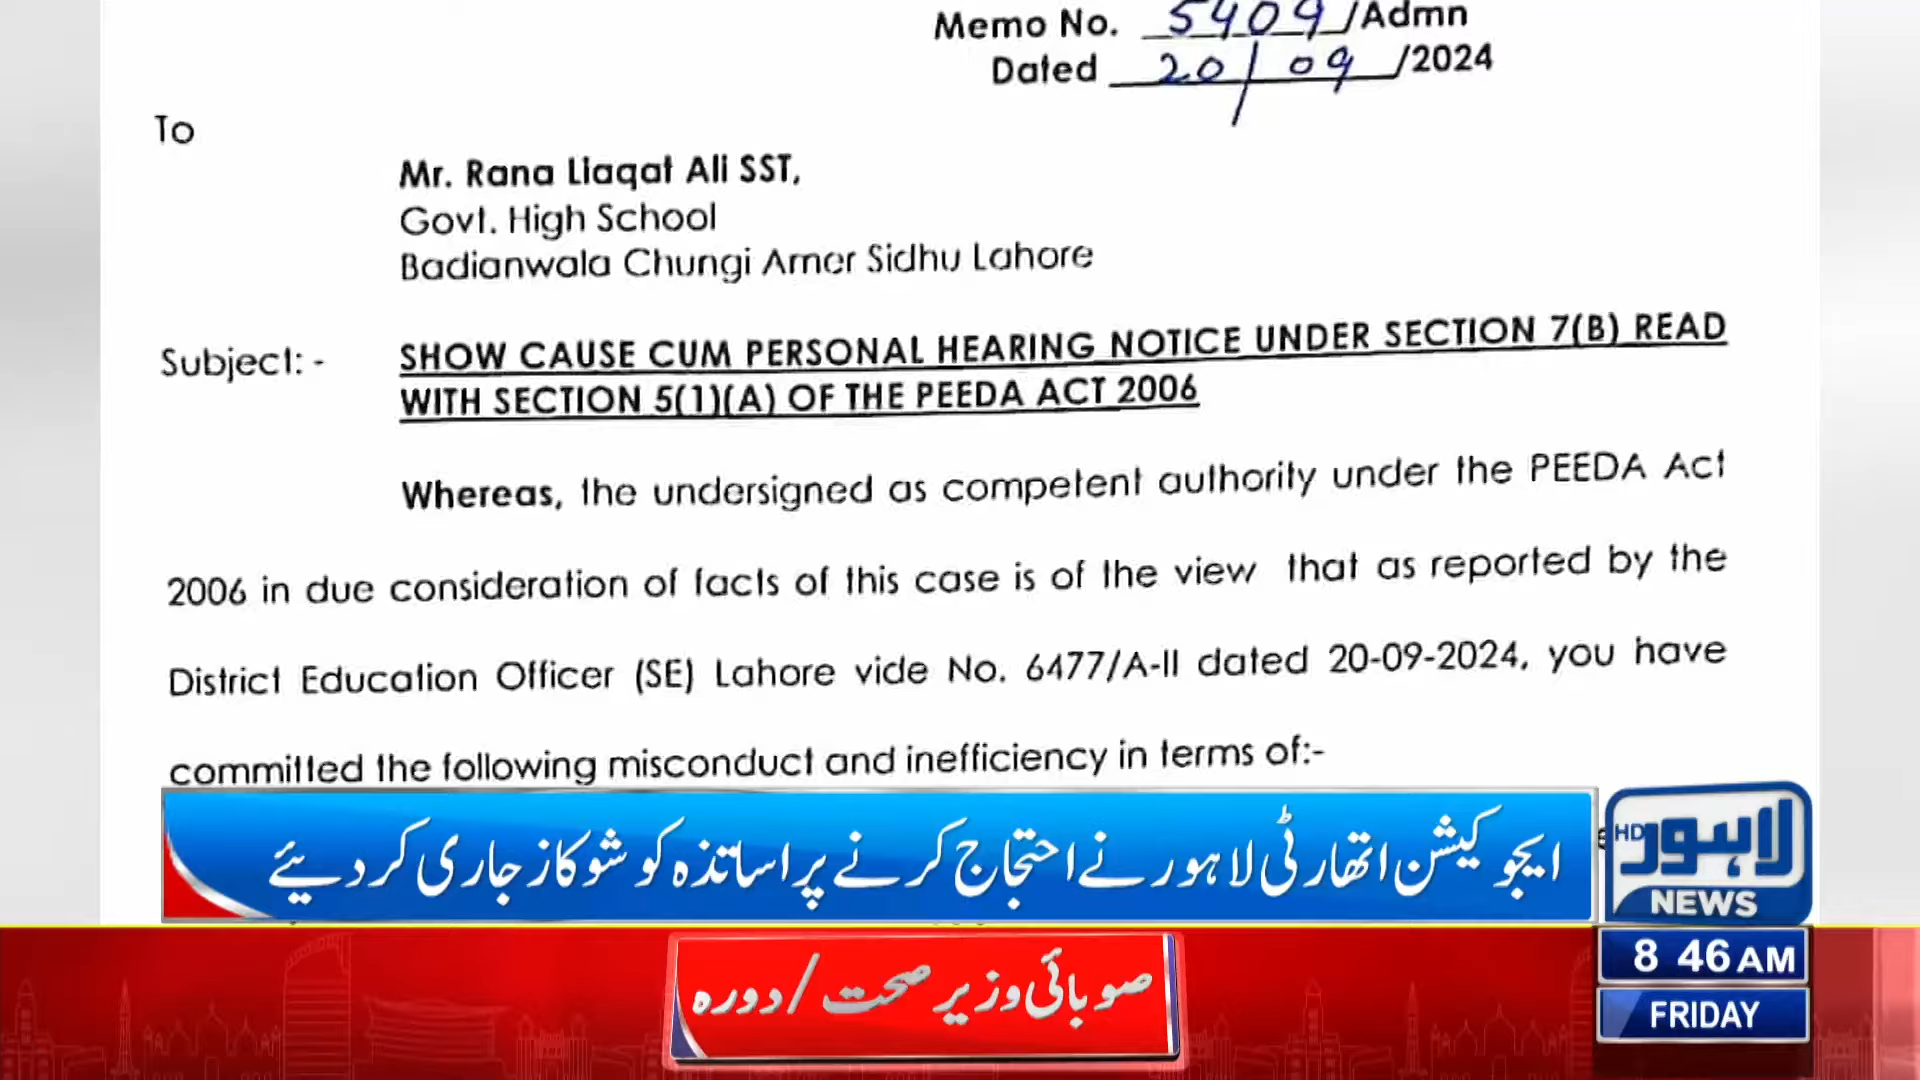 Memo No. 5409/Admn
Dated 20/09/2024
To
Mr. Rana Liaqat Ali SST,
Govt. High School
Badianwala Chungi Amer Sidhu Lahore
Subject: - SHOW CAUSE CUM PERSONAL HEARING NOTICE UNDER SECTION 7(B) READ
WITH SECTION 5(1)(A) OF THE PEEDA ACT 2006
Whereas, the undersigned as competent authority under the PEEDA Act
2006 in due consideration of facts of this case is of the view that as reported by the
District Education Officer (SE) Lahore vide No. 6477/A-II dated 20-09-2024, you have
committed the following misconduct and inefficiency in terms of:-
ایجوکیشن اتھارٹی لاہور نے احتجاج کرنے پر اساتذہ کو شوکاز جاری کر دیئے
لاہور HD
NEWS
صوبائی وزیر صحت / دورہ
8 46 AM
FRIDAY